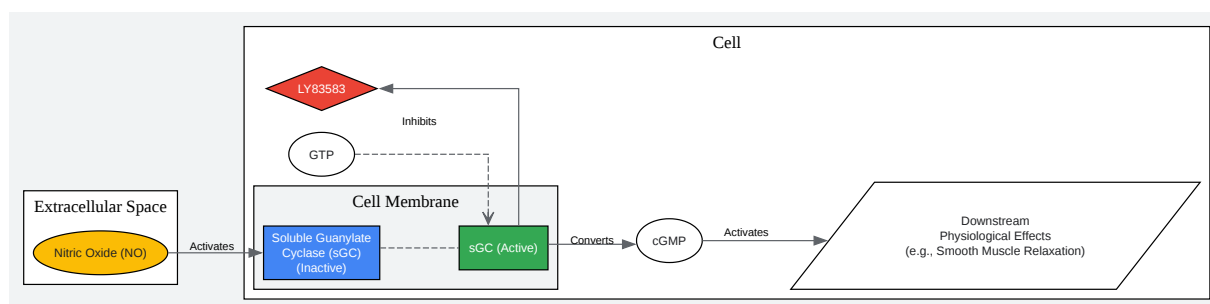 Cell
LY83583
Inhibits
GTP
Cell Membrane
Extracellular Space
Nitric Oxide (NO)
Activates
Soluble Guanylate
Cyclase (sGC)
(Inactive)
sGC (Active)
Converts
cGMP
Activates
Downstream
Physiological Effects
(e.g., Smooth Muscle Relaxation)